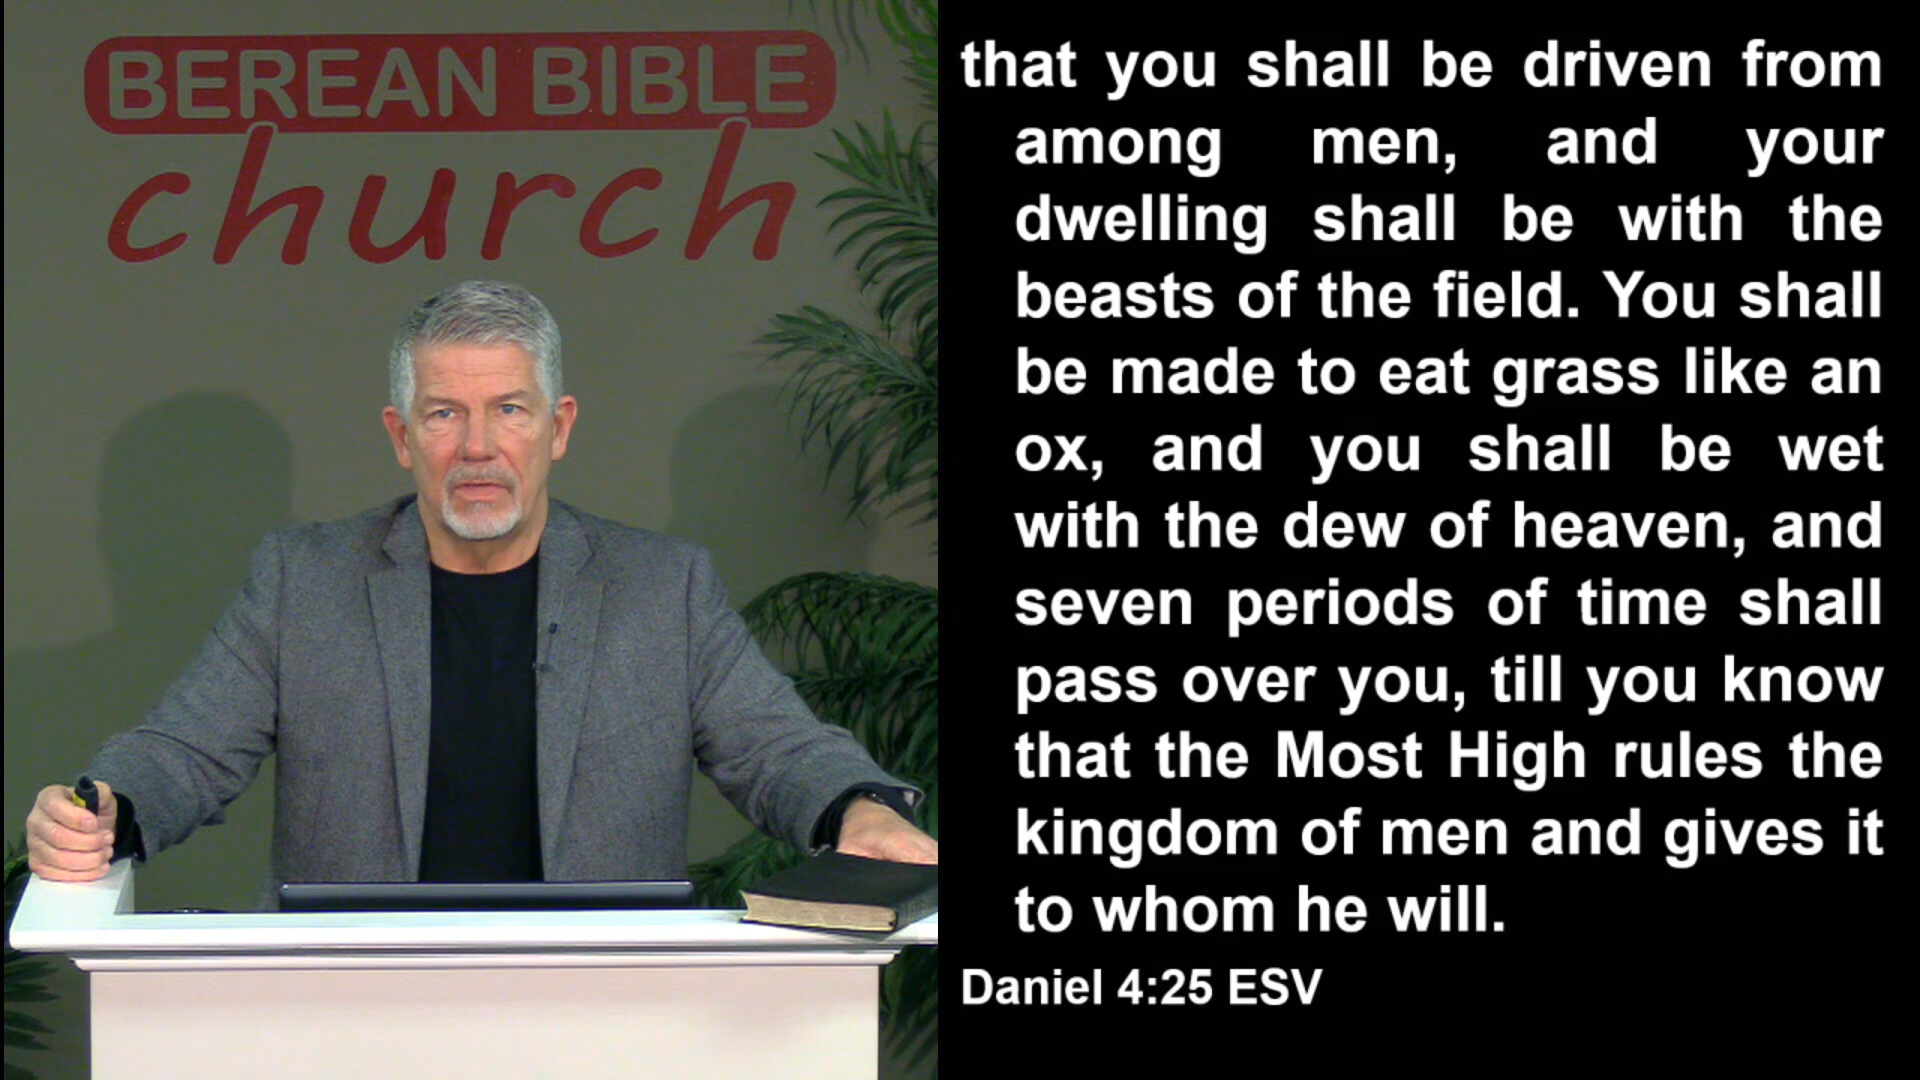 BEREAN BIBLE
church
that you shall be driven from
among men, and your
dwelling shall be with the
beasts of the field. You shall
be made to eat grass like an
ox, and you shall be wet
with the dew of heaven, and
seven periods of time shall
pass over you, till you know
that the Most High rules the
kingdom of men and gives it
to whom he will.
Daniel 4:25 ESV